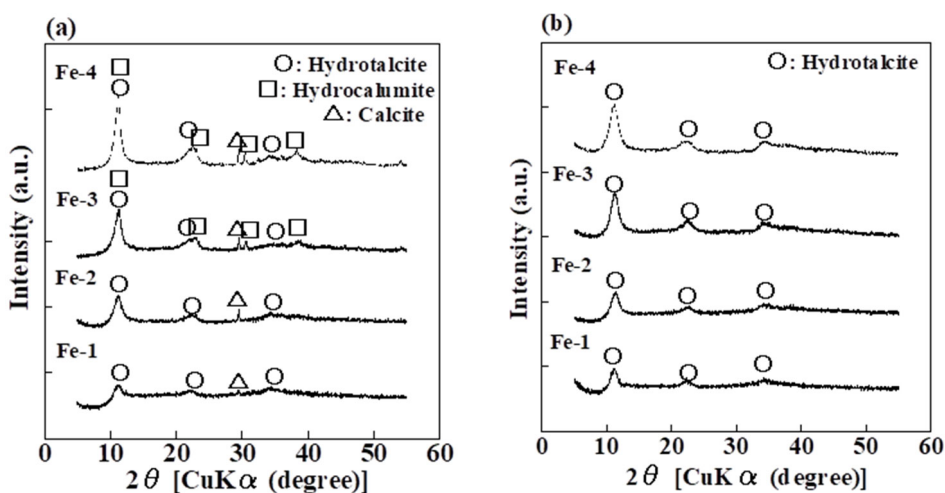 (a)
Fe-4
○: Hydrotalcite
□: Hydrocalumite
△: Calcite
Fe-3
Fe-2
Fe-1
Intensity (a.u.)
0 10 20 30 40 50 60
2θ [CuKα (degree)]
(b)
Fe-4
○: Hydrotalcite
Fe-3
Fe-2
Fe-1
Intensity (a.u.)
0 10 20 30 40 50 60
2θ [CuKα (degree)]